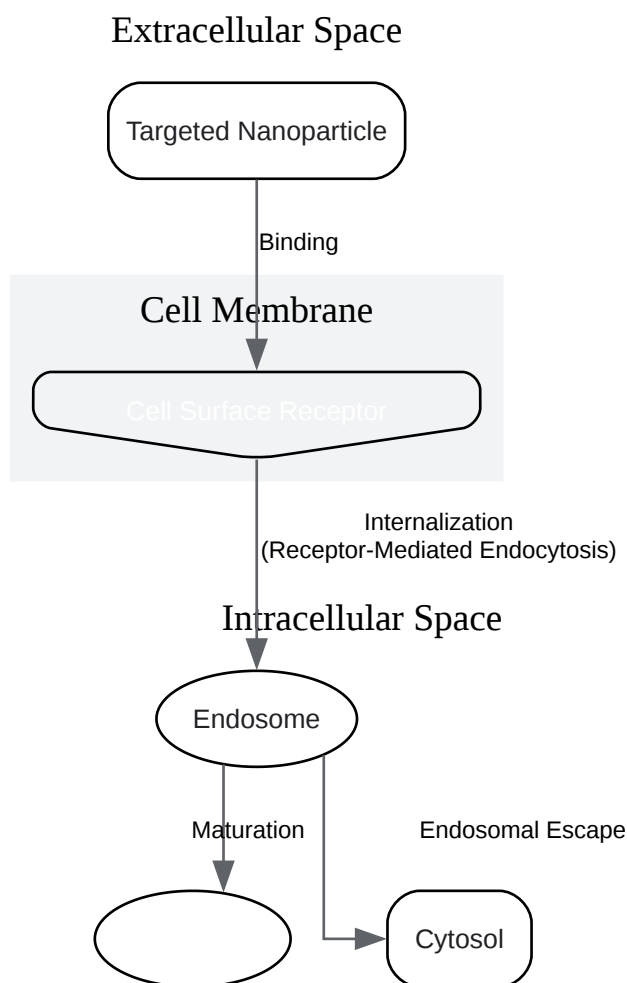 Extracellular Space
Targeted Nanoparticle
Binding
Cell Membrane
Cell Surface Receptor
Internalization
(Receptor-Mediated Endocytosis)
Intracellular Space
Endosome
Maturation
Endosomal Escape
Cytosol